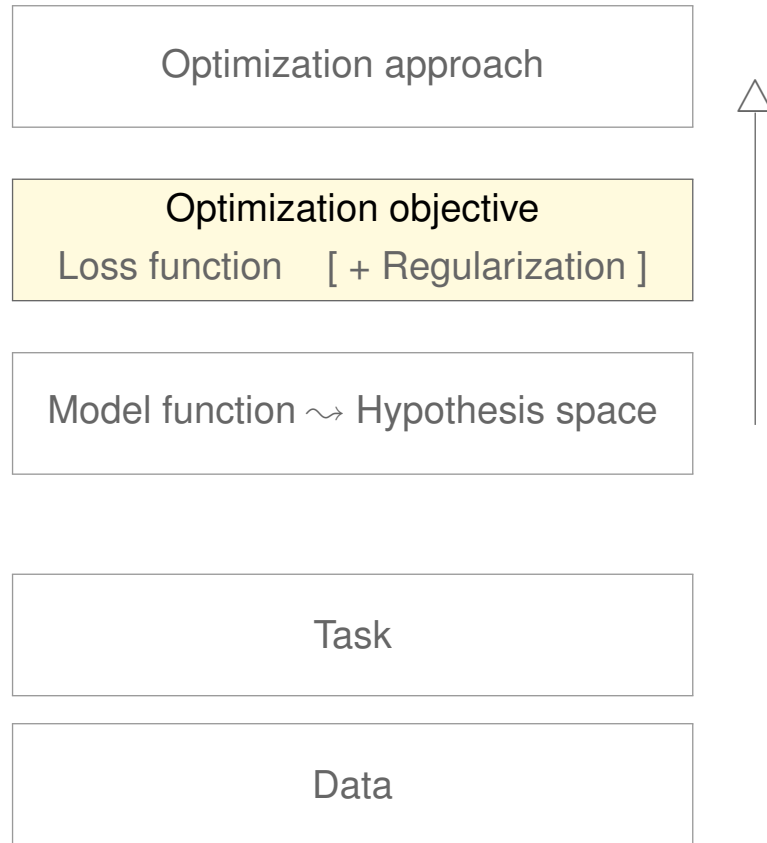 Optimization approach
Optimization objective
Loss function [ + Regularization ]
Model function ⤳ Hypothesis space
Task
Data